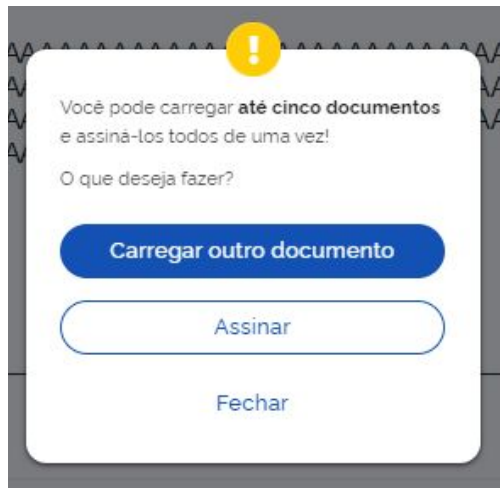 Você pode carregar até cinco documentos
e assiná-los todos de uma vez!
O que deseja fazer?
Carregar outro documento
Assinar
Fechar